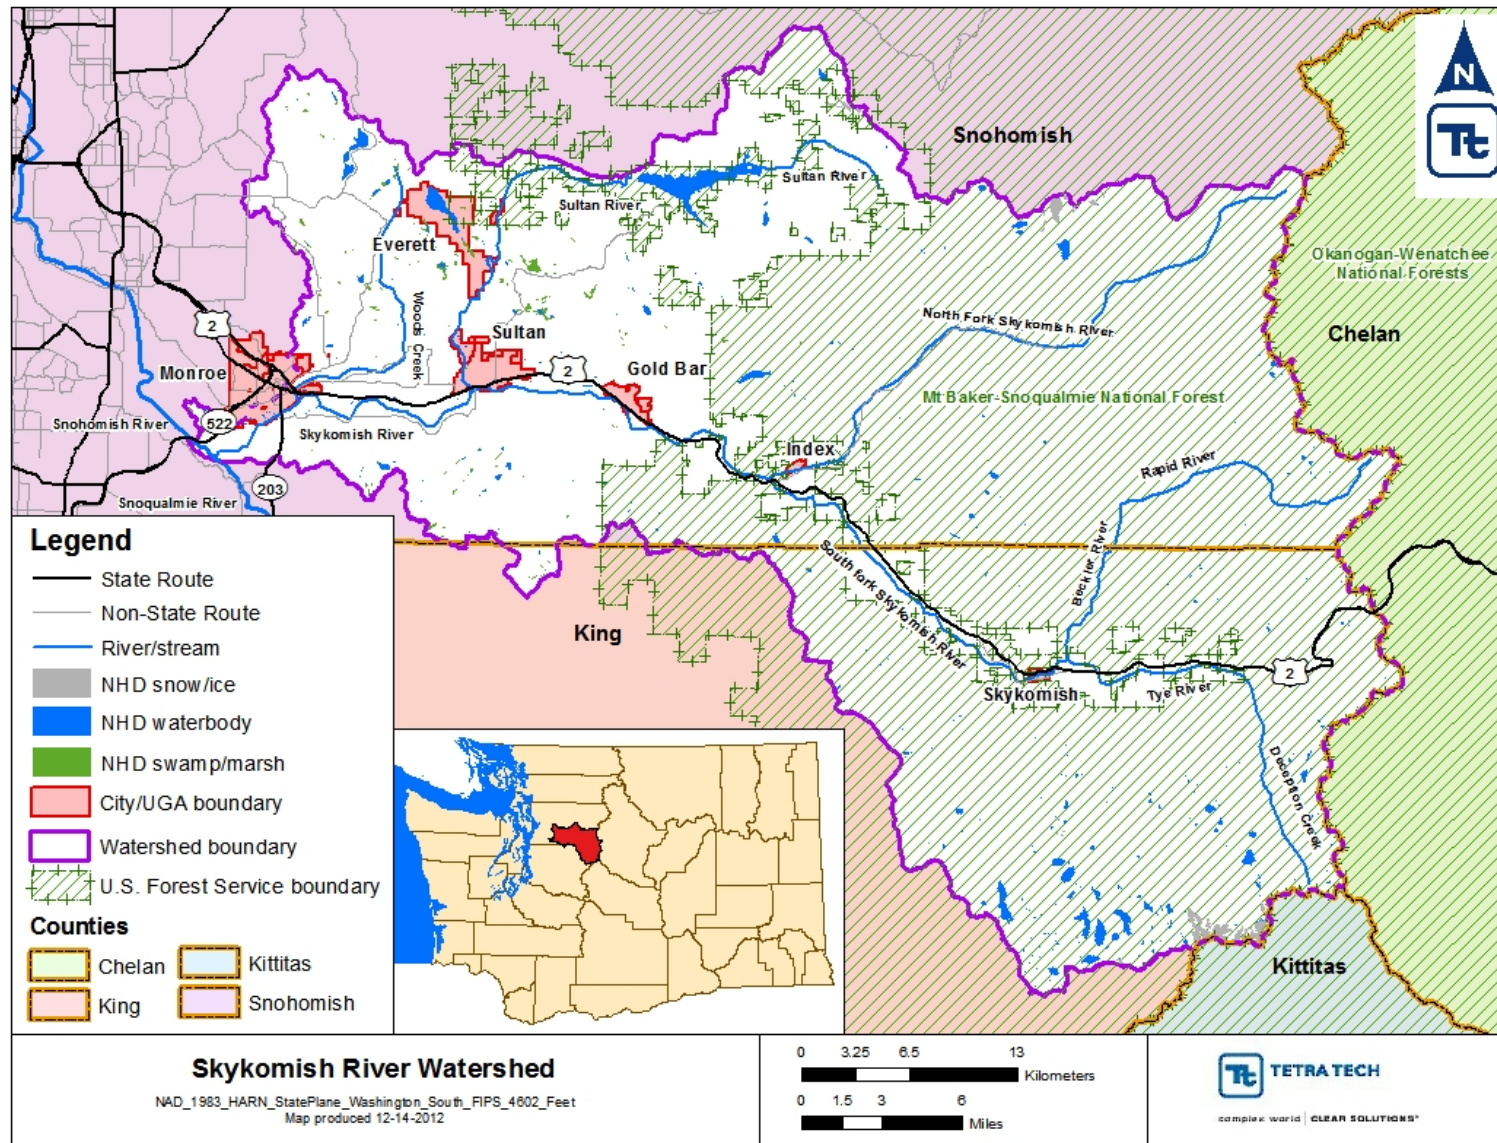 N
Tt
Snohomish
Sultan River
Sultan River
Everett
Okanogan-Wenatchee
National Forests
Woods Creek
North Fork Skykomish River
2
Sultan
Chelan
Monroe
2
Gold Bar
Mt Baker-Snoqualmie National Forest
522
Snohomish River
Skykomish River
Index
Rapid River
203
Snoqualmie River
Legend
State Route
Non-State Route
River/stream
NHD snow/ice
NHD waterbody
NHD swamp/marsh
City/UGA boundary
Watershed boundary
U.S. Forest Service boundary
Counties
Chelan
Kittitas
King
Snohomish
South fork Skykomish River
Beckler River
King
Skykomish
Tye River
2
Deception Creek
Kittitas
Skykomish River Watershed
NAD_1983_HARN_StatePlane_Washington_South_FIPS_4602_Feet
Map produced 12-14-2012
0 3.25 6.5 13
Kilometers
0 1.5 3 6
Miles
Tt TETRA TECH
complex world | CLEAR SOLUTIONS*